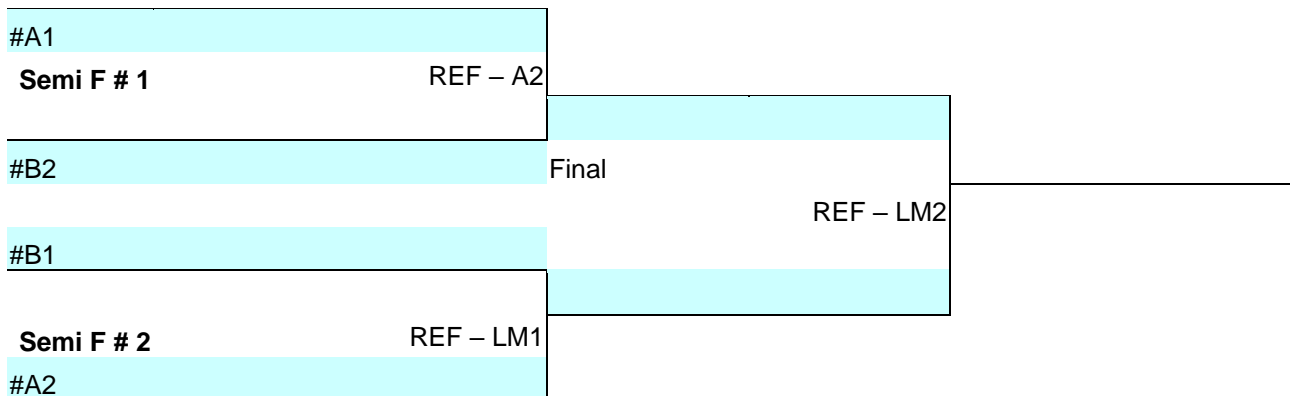 #A1
Semi F # 1 REF – A2
#B2 Final
REF – LM2
#B1
Semi F # 2 REF – LM1
#A2